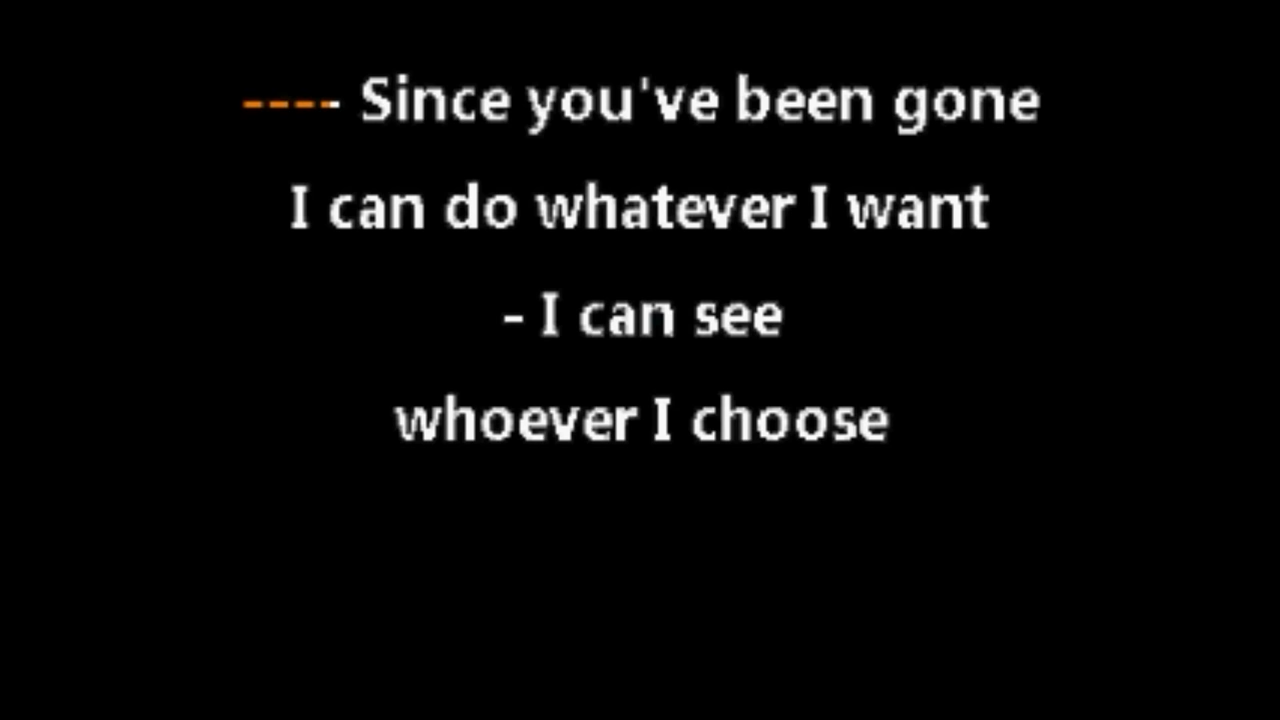 ---- Since you've been gone
I can do whatever I want
- I can see
whoever I choose